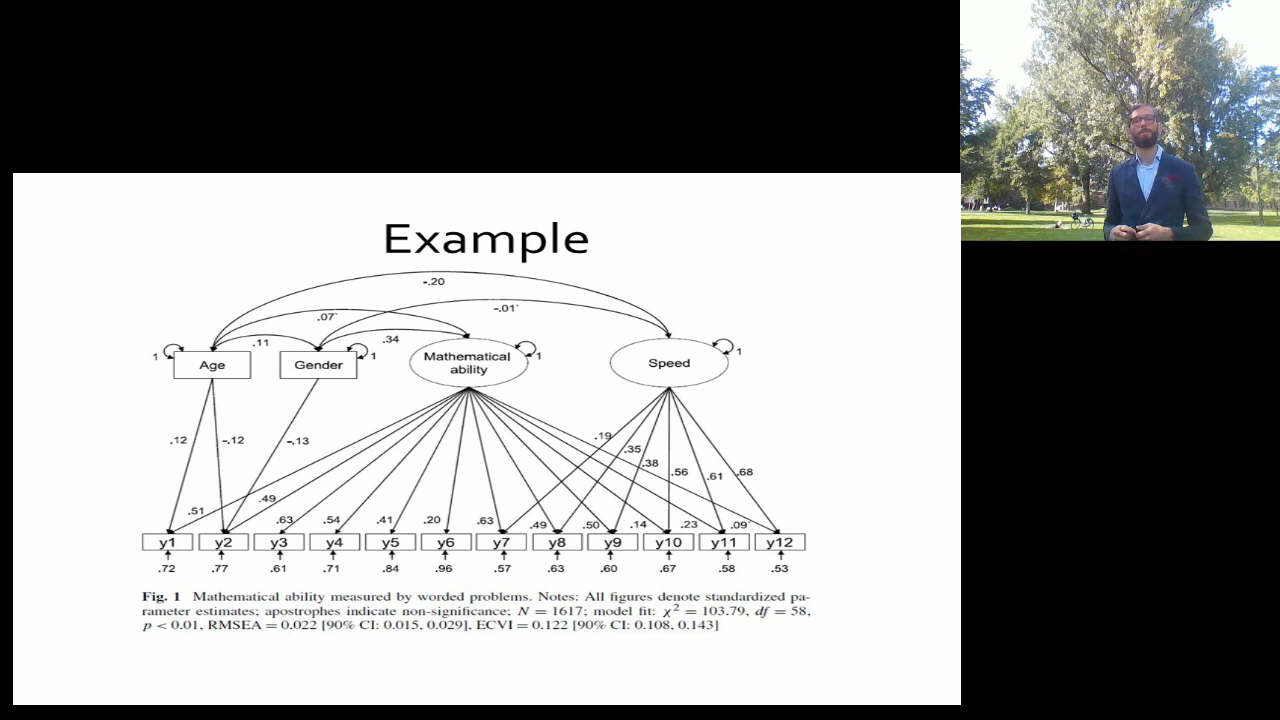 Example
-.20
.07'
-.01'
.11
.34
1 Age
Gender 1
Mathematical
ability
1
Speed
1
.12
-.12
-.13
.19
.35
.38
.56
.61
.68
.51
.49
.63
.54
.41
.20
.63
.49
.50
.14
.23
.09'
y1 y2 y3 y4 y5 y6 y7 y8 y9 y10 y11 y12
.72 .77 .61 .71 .84 .96 .57 .63 .60 .67 .58 .53
Fig. 1 Mathematical ability measured by worded problems. Notes: All figures denote standardized pa-
rameter estimates; apostrophes indicate non-significance; N = 1617; model fit: χ² = 103.79, df = 58,
p < 0.01, RMSEA = 0.022 [90% CI: 0.015, 0.029], ECVI = 0.122 [90% CI: 0.108, 0.143]